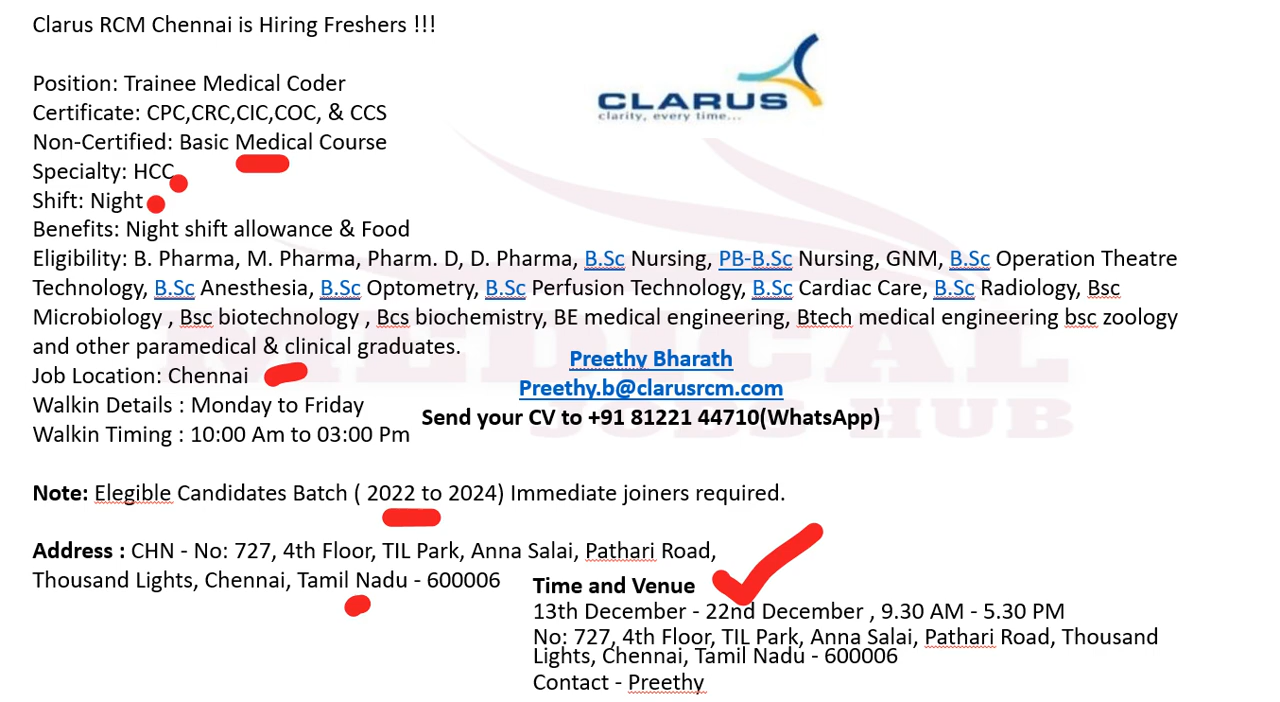 Clarus RCM Chennai is Hiring Freshers !!!
CLARUS
clarity, every time...
Position: Trainee Medical Coder
Certificate: CPC,CRC,CIC,COC, & CCS
Non-Certified: Basic Medical Course
Specialty: HCC
Shift: Night
Benefits: Night shift allowance & Food
Eligibility: B. Pharma, M. Pharma, Pharm. D, D. Pharma, B.Sc Nursing, PB-B.Sc Nursing, GNM, B.Sc Operation Theatre
Technology, B.Sc Anesthesia, B.Sc Optometry, B.Sc Perfusion Technology, B.Sc Cardiac Care, B.Sc Radiology, Bsc
Microbiology , Bsc biotechnology , Bcs biochemistry, BE medical engineering, Btech medical engineering bsc zoology
and other paramedical & clinical graduates.
Job Location: Chennai
Walkin Details : Monday to Friday
Walkin Timing : 10:00 Am to 03:00 Pm
Preethy Bharath
Preethy.b@clarusrcm.com
Send your CV to +91 81221 44710(WhatsApp)
MEDICAL
JOBS HUB
Note: Elegible Candidates Batch ( 2022 to 2024) Immediate joiners required.
Address : CHN - No: 727, 4th Floor, TIL Park, Anna Salai, Pathari Road,
Thousand Lights, Chennai, Tamil Nadu - 600006
Time and Venue
13th December - 22nd December , 9.30 AM - 5.30 PM
No: 727, 4th Floor, TIL Park, Anna Salai, Pathari Road, Thousand
Lights, Chennai, Tamil Nadu - 600006
Contact - Preethy